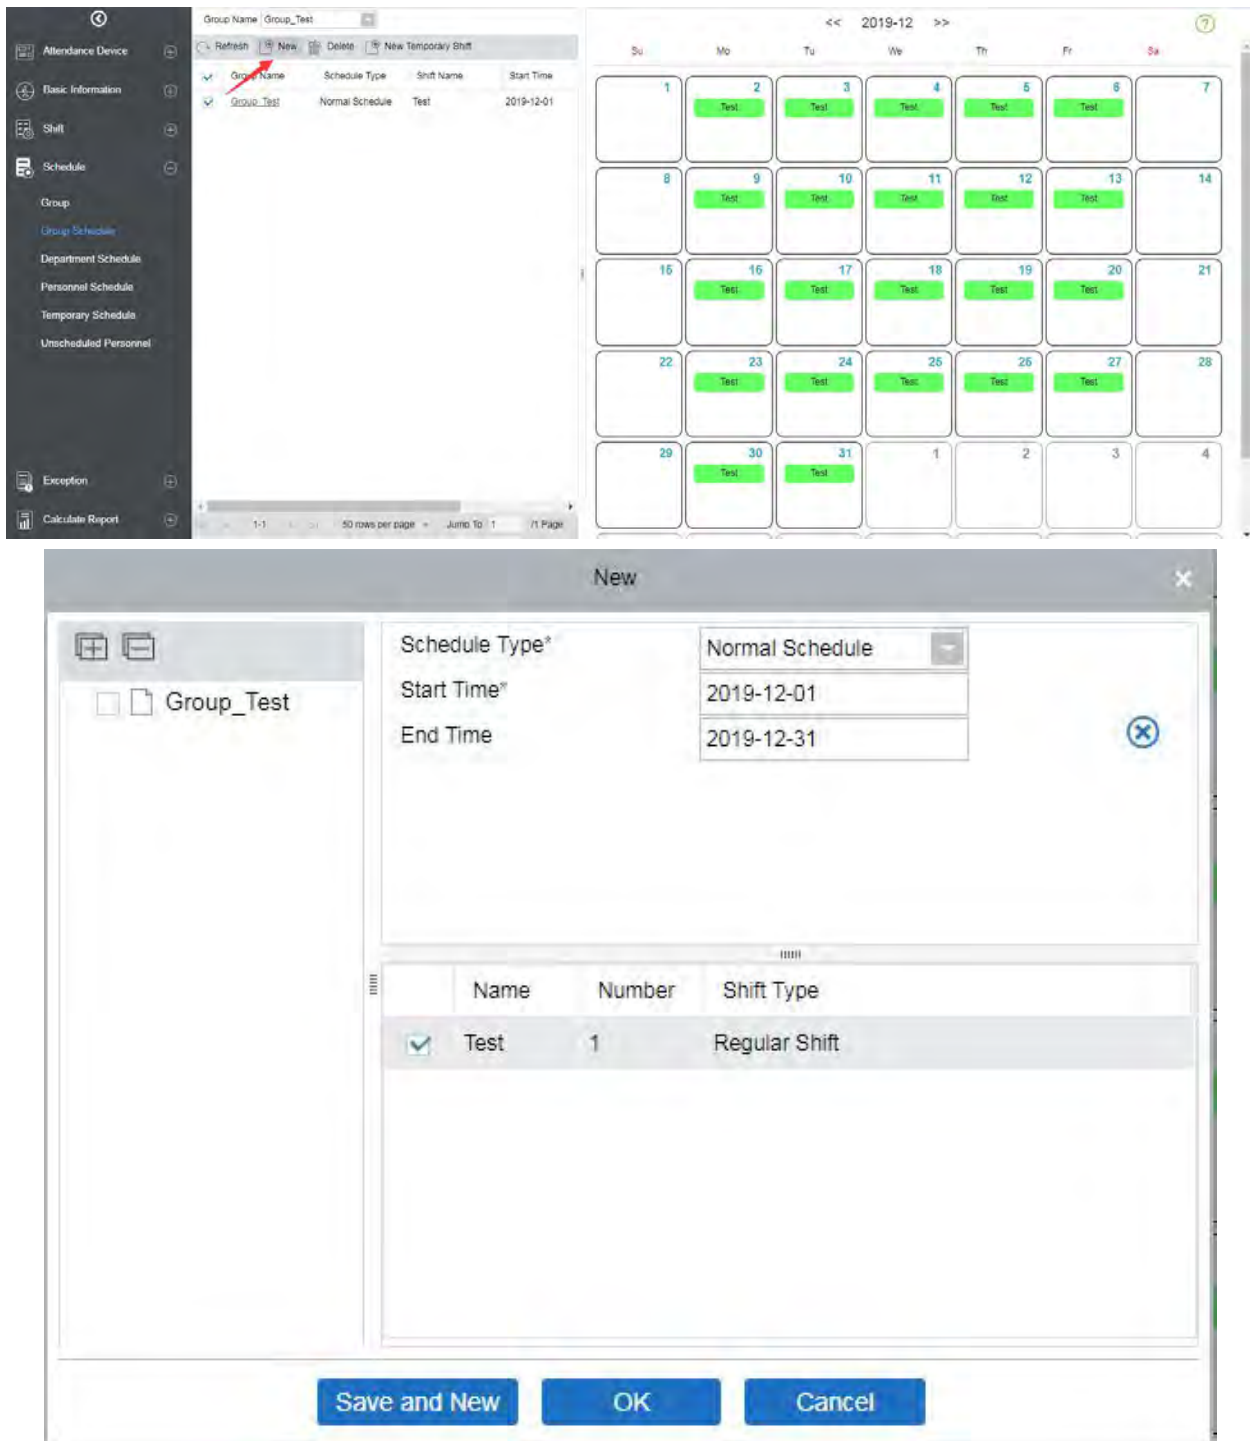 Group Name Group_Test
Refresh New Delete New Temporary Shift
Group Name Schedule Type Shift Name Start Time
Group_Test Normal Schedule Test 2019-12-01
1-1 50 rows per page Jump To 1 /1 Page
Attendance Device
Basic Information
Shift
Schedule
Group
Group Schedule
Department Schedule
Personnel Schedule
Temporary Schedule
Unscheduled Personnel
Exception
Calculate Report
<< 2019-12 >>
?
Su Mo Tu We Th Fr Sa
1 2 3 4 5 6 7
Test Test Test Test Test
8 9 10 11 12 13 14
Test Test Test Test Test
15 16 17 18 19 20 21
Test Test Test Test Test
22 23 24 25 26 27 28
Test Test Test Test Test
29 30 31 1 2 3 4
Test Test
New
Group_Test
Schedule Type* Normal Schedule
Start Time* 2019-12-01
End Time 2019-12-31
Name Number Shift Type
Test 1 Regular Shift
Save and New OK Cancel